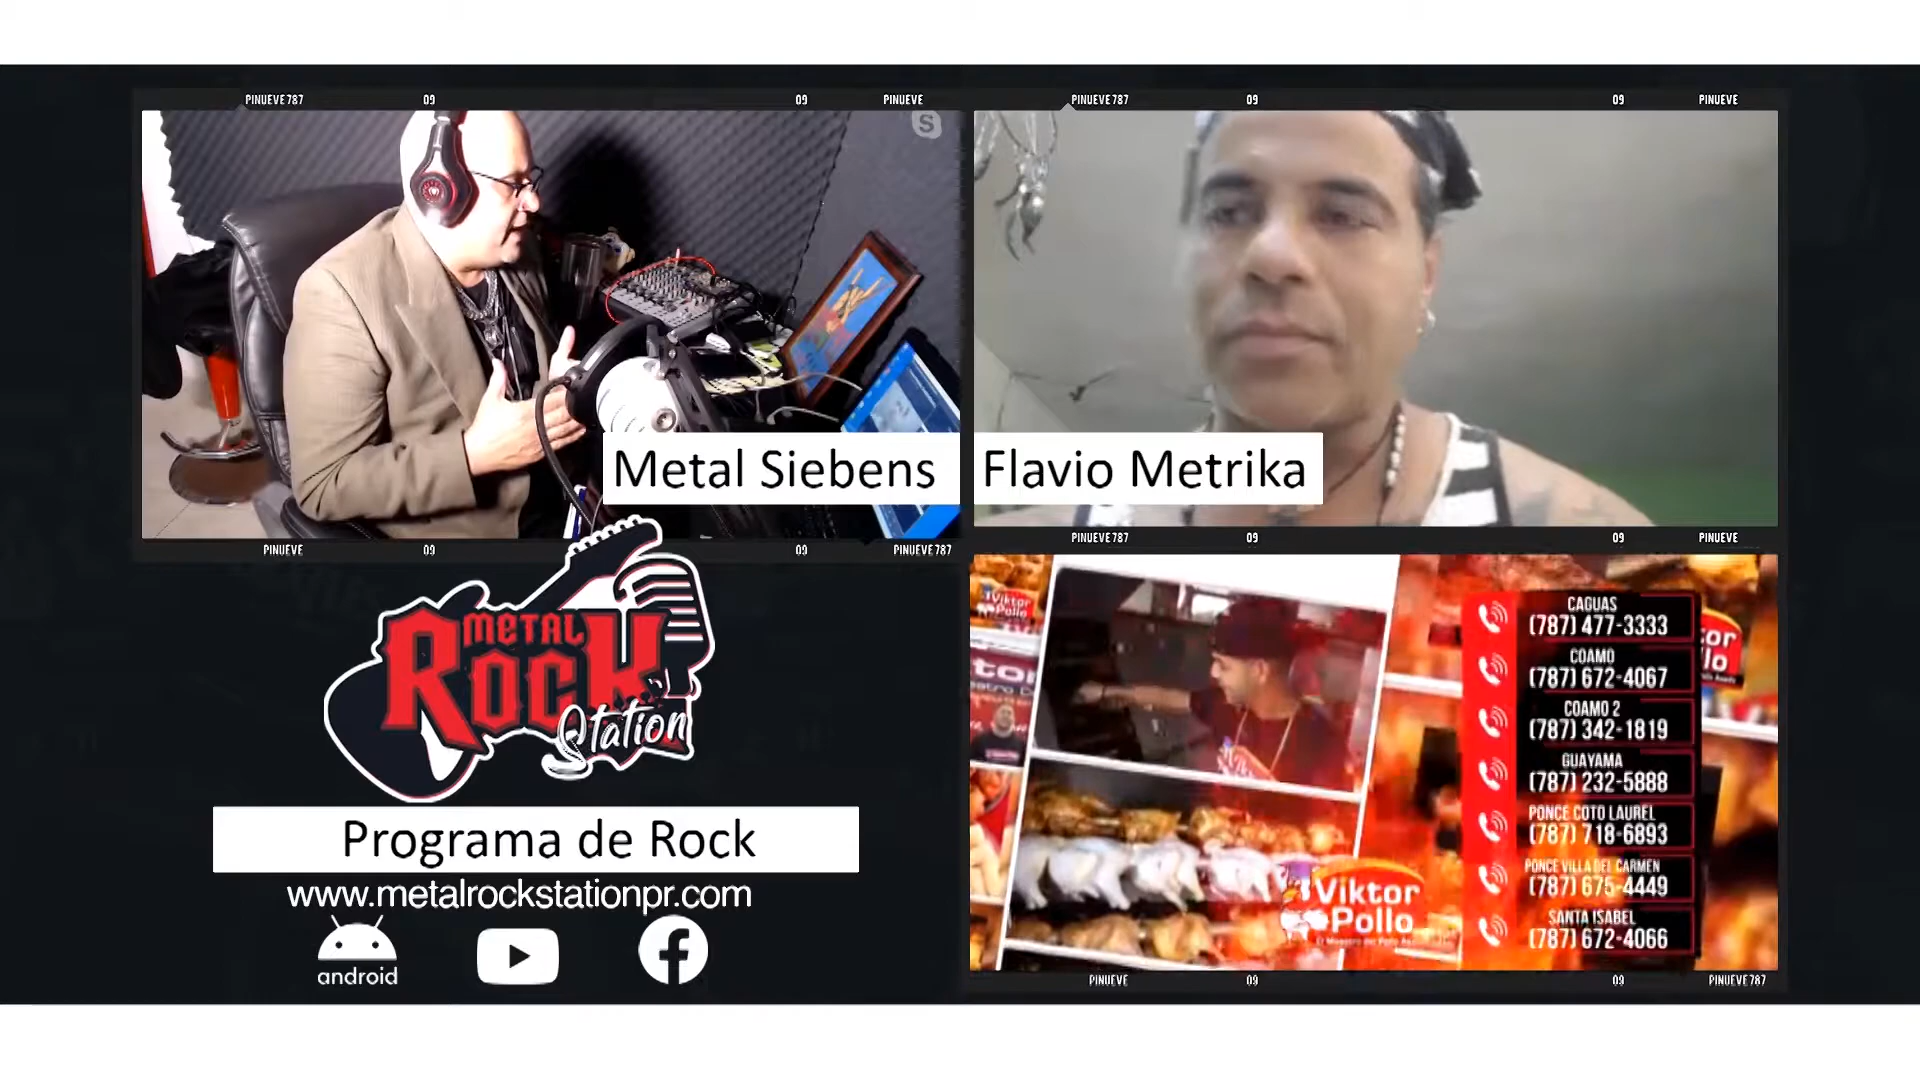 PINUEVE 787 09 09 PINUEVE
PINUEVE 787 09 09 PINUEVE
S
Metal Siebens
Flavio Metrika
PINUEVE 09 09 PINUEVE 787
PINUEVE 787 09 09 PINUEVE
METAL
ROCK
Station
Programa de Rock
www.metalrockstationpr.com
android
Viktor
Pollo
CAGUAS
(787) 477-3333
COAMO
(787) 672-4067
COAMO 2
(787) 342-1819
GUAYAMA
(787) 232-5888
PONCE COTO LAUREL
(787) 718-6893
PONCE VILLA DEL CARMEN
(787) 675-4449
SANTA ISABEL
(787) 672-4066
Viktor
Pollo
PINUEVE 09 09 PINUEVE 787